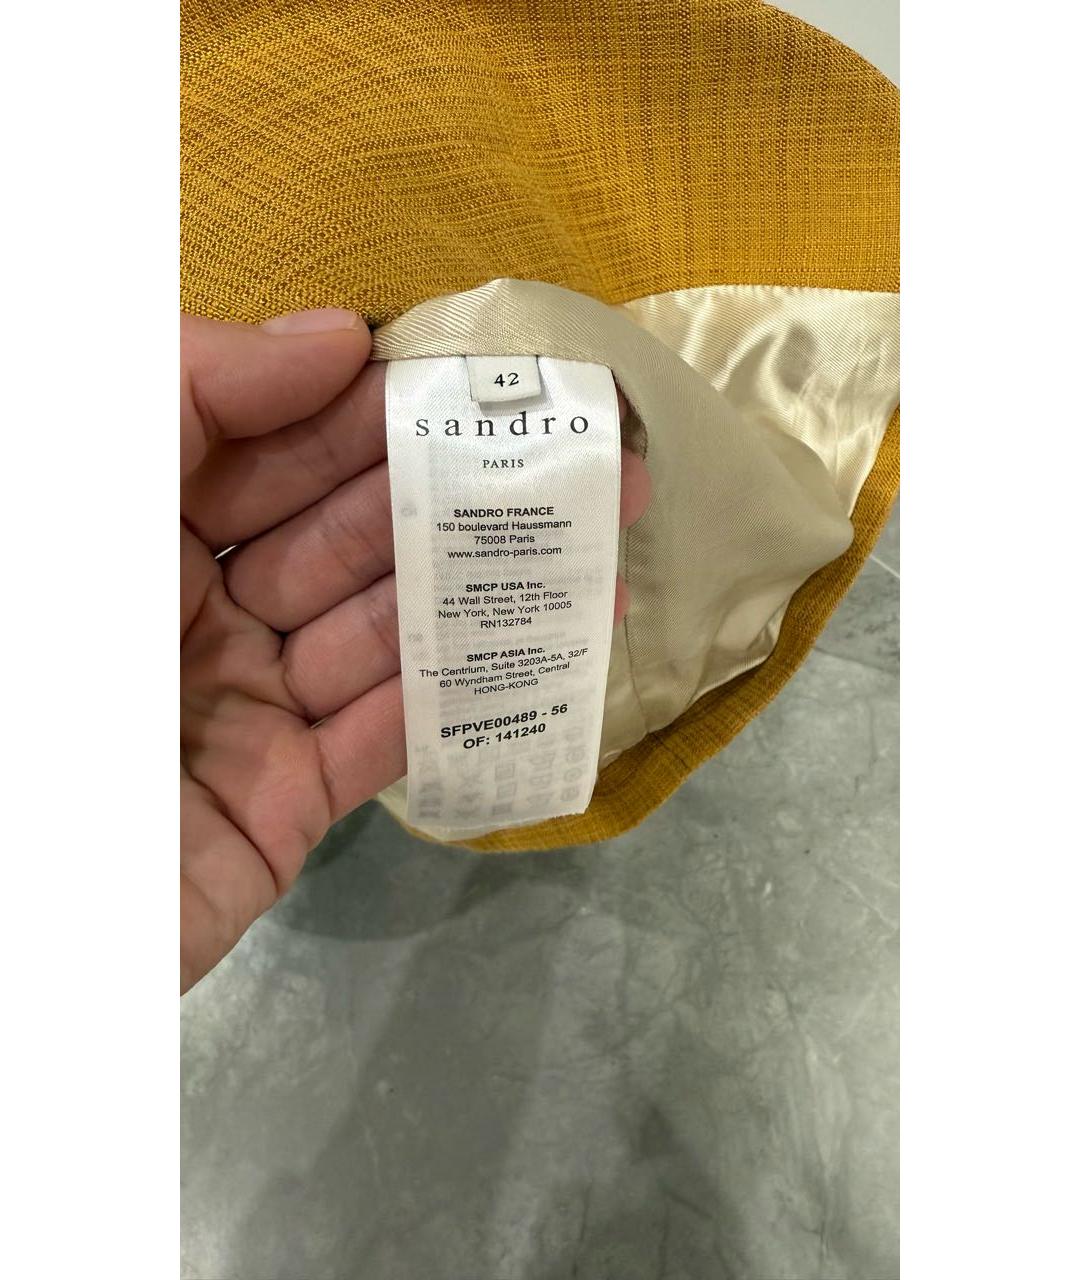 42
sandro
PARIS
SANDRO FRANCE
150 boulevard Haussmann
75008 Paris
www.sandro-paris.com
SMCP USA Inc.
44 Wall Street, 12th Floor
New York, New York 10005
RN132784
SMCP ASIA Inc.
The Centrium, Suite 3203A-5A, 32/F
60 Wyndham Street, Central
HONG-KONG
SFPVE00489 - 56
OF: 141240